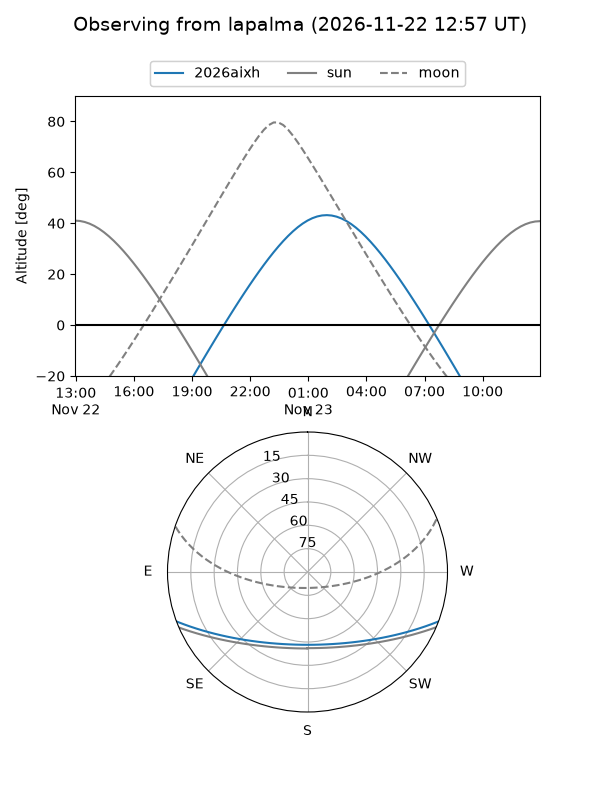 Observing from lapalma (2026-11-22 12:57 UT)
2026aixh sun moon
Altitude [deg]
80
60
40
20
0
−20
13:00 16:00 19:00 22:00 01:00 04:00 07:00 10:00
Nov 22 Nov 23
N
NE NW
15
30
45
60
75
E W
SE SW
S